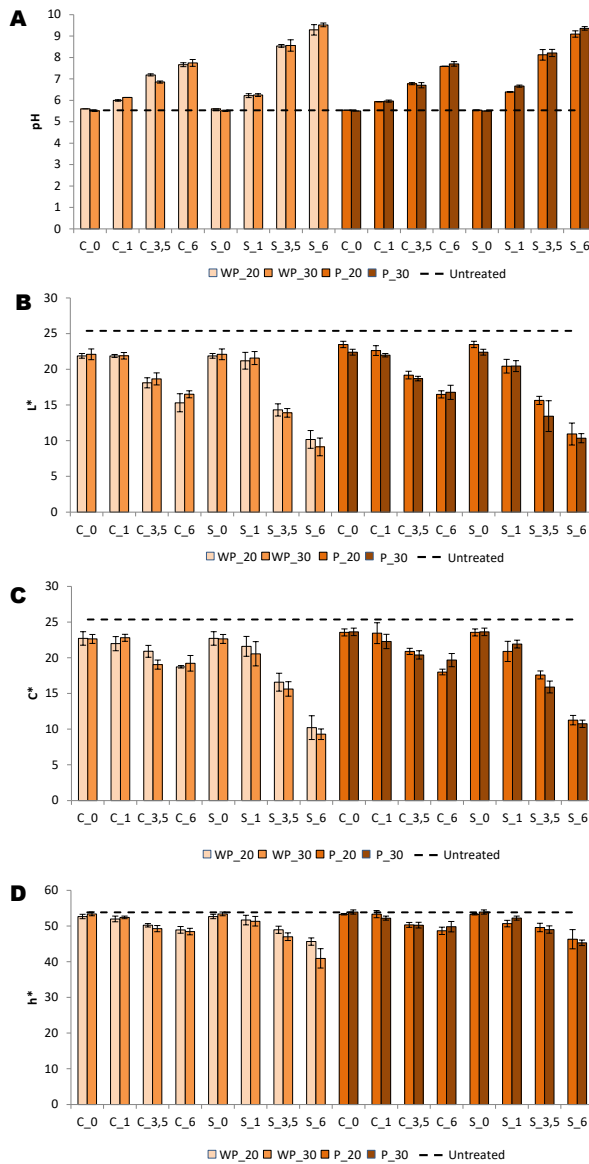 A
10
9
8
7
6
5
4
3
2
1
0
pH
C_0 C_1 C_3,5 C_6 S_0 S_1 S_3,5 S_6 C_0 C_1 C_3,5 C_6 S_0 S_1 S_3,5 S_6
WP_20 WP_30 P_20 P_30 Untreated
B
30
25
20
15
10
5
0
L*
C_0 C_1 C_3,5 C_6 S_0 S_1 S_3,5 S_6 C_0 C_1 C_3,5 C_6 S_0 S_1 S_3,5 S_6
WP_20 WP_30 P_20 P_30 Untreated
C
30
25
20
15
10
5
0
C*
C_0 C_1 C_3,5 C_6 S_0 S_1 S_3,5 S_6 C_0 C_1 C_3,5 C_6 S_0 S_1 S_3,5 S_6
WP_20 WP_30 P_20 P_30 Untreated
D
60
50
40
30
20
10
0
h*
C_0 C_1 C_3,5 C_6 S_0 S_1 S_3,5 S_6 C_0 C_1 C_3,5 C_6 S_0 S_1 S_3,5 S_6
WP_20 WP_30 P_20 P_30 Untreated